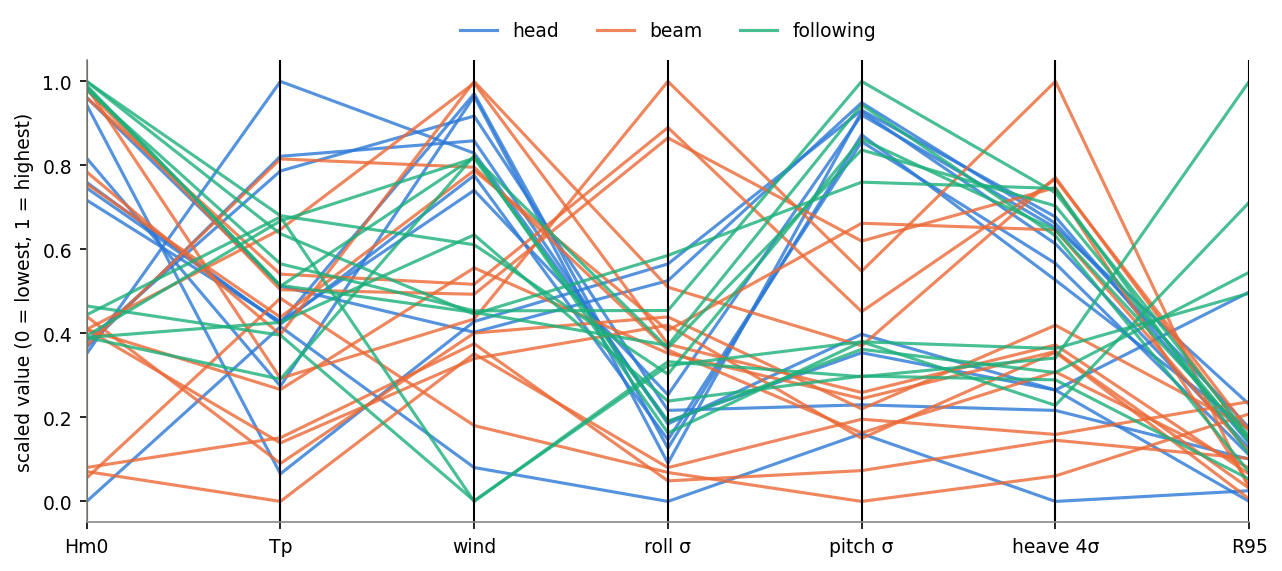 head beam following
scaled value (0 = lowest, 1 = highest)
1.0
0.8
0.6
0.4
0.2
0.0
Hm0 Tp wind roll σ pitch σ heave 4σ R95